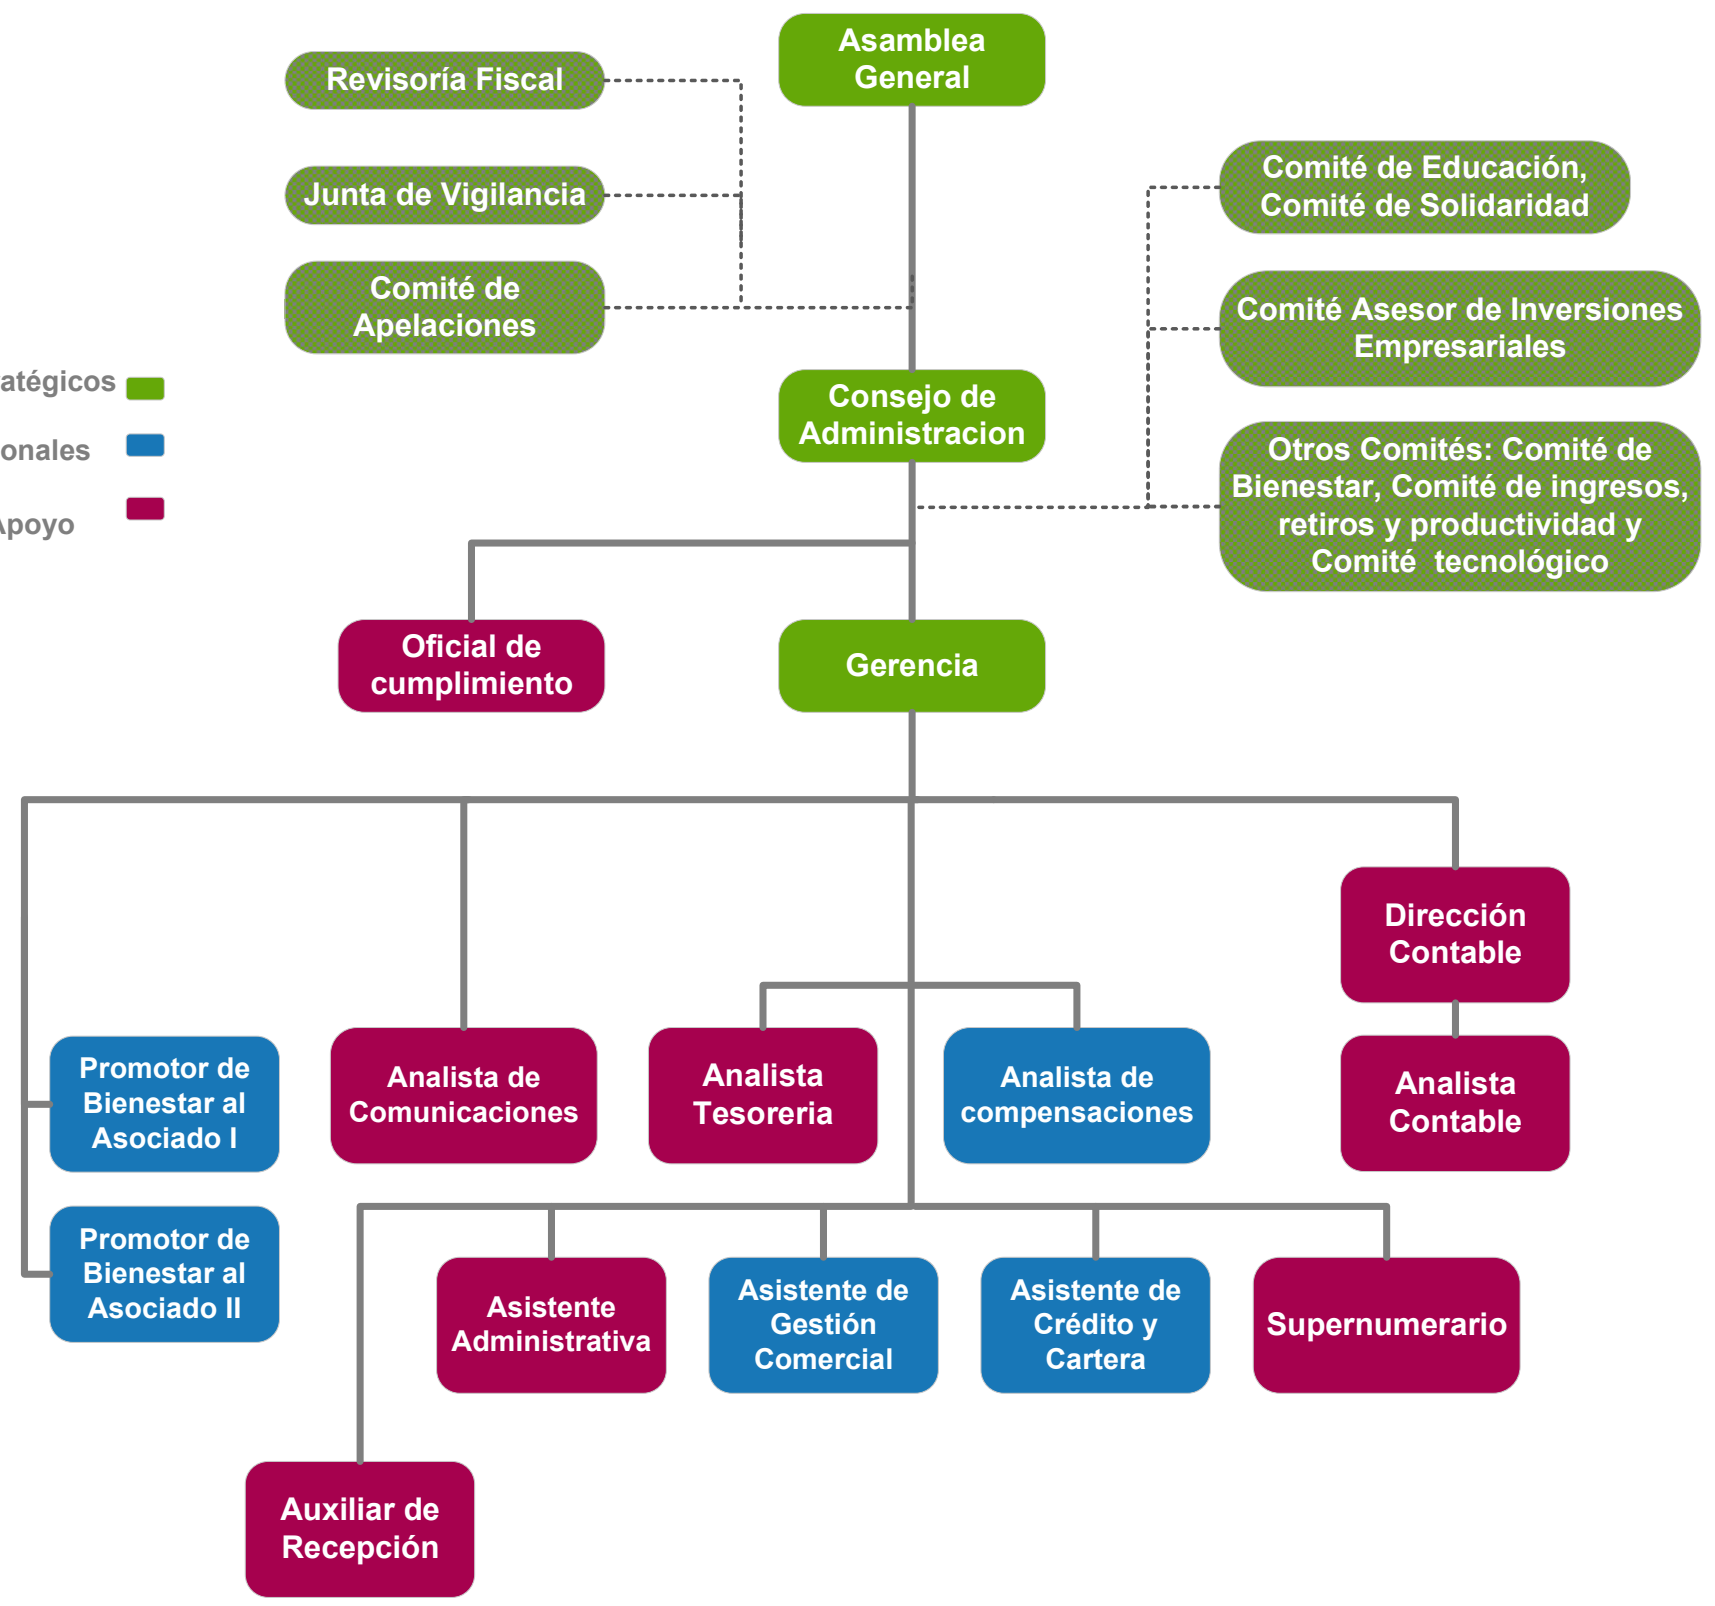 Asamblea
General
Revisoría Fiscal
Junta de Vigilancia
Comité de
Apelaciones
Comité de Educación,
Comité de Solidaridad
Comité Asesor de Inversiones
Empresariales
Otros Comités: Comité de
Bienestar, Comité de ingresos,
retiros y productividad y
Comité tecnológico
atégicos
onales
Apoyo
Consejo de
Administracion
Oficial de
cumplimiento
Gerencia
Dirección
Contable
Promotor de
Bienestar al
Asociado I
Analista de
Comunicaciones
Analista
Tesoreria
Analista de
compensaciones
Analista
Contable
Promotor de
Bienestar al
Asociado II
Asistente
Administrativa
Asistente de
Gestión
Comercial
Asistente de
Crédito y
Cartera
Supernumerario
Auxiliar de
Recepción